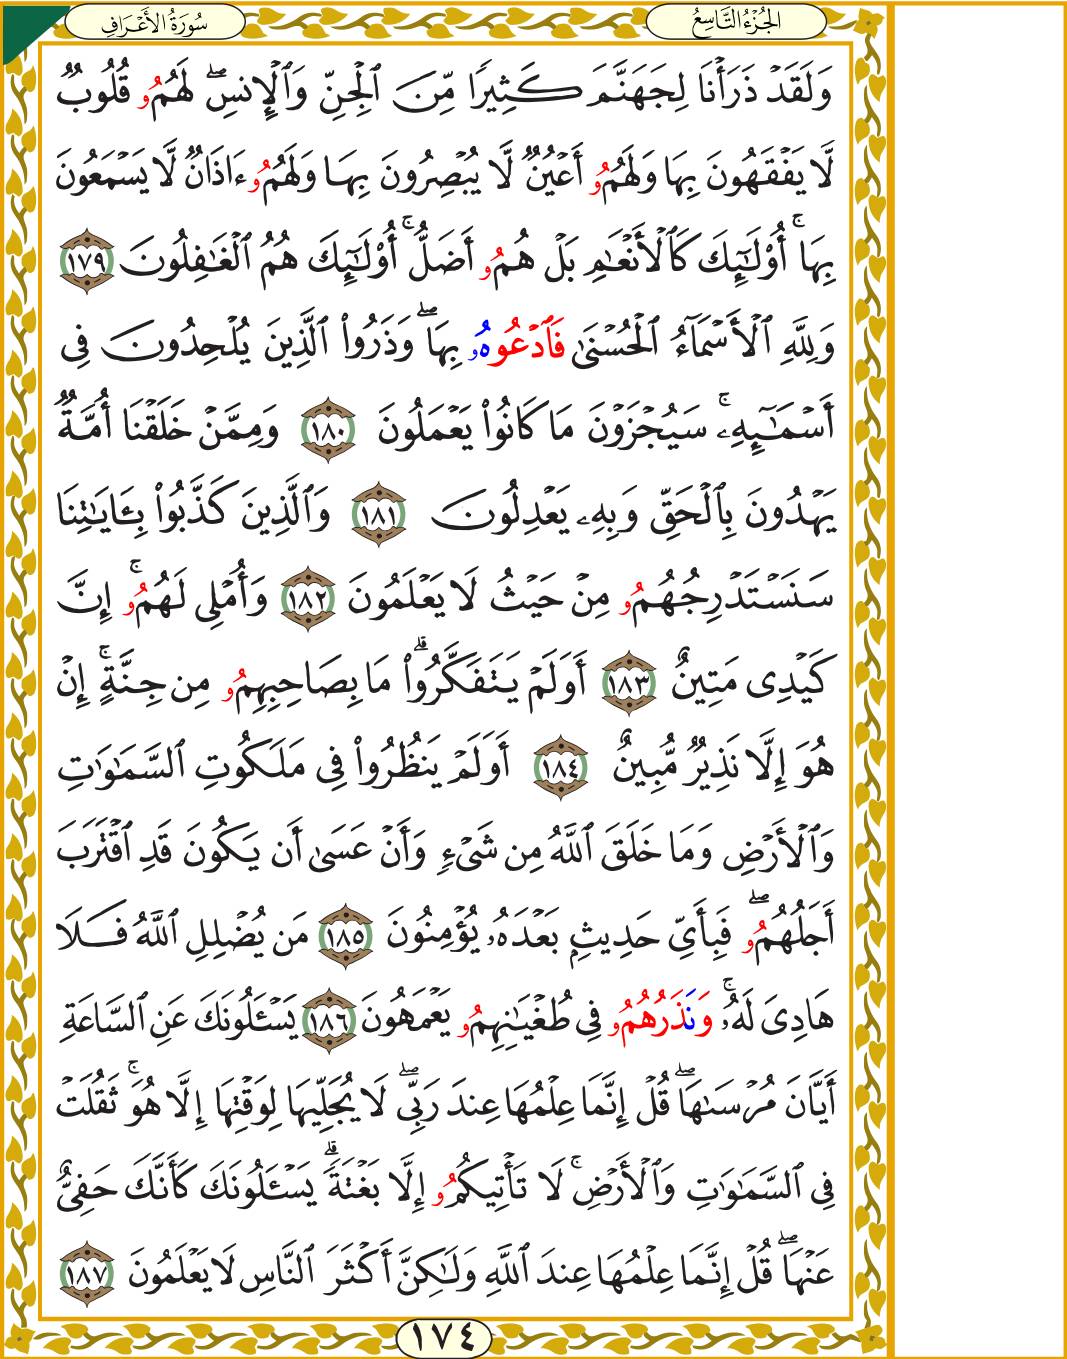 سُورَةُ الأَعْرَافِ
الجُزْءُ التَّاسِعُ
وَلَقَدْ ذَرَأْنَا لِجَهَنَّمَ كَثِيرًا مِّنَ ٱلْجِنِّ وَٱلْإِنسِۖ لَهُمُۥ قُلُوبٌ
لَّا يَفْقَهُونَ بِهَا وَلَهُمُۥ أَعْيُنٌ لَّا يُبْصِرُونَ بِهَا وَلَهُمُۥ ءَاذَانٌ لَّا يَسْمَعُونَ
بِهَاۚ أُوْلَٰٓئِكَ كَٱلْأَنْعَٰمِ بَلْ هُمُۥ أَضَلُّۚ أُوْلَٰٓئِكَ هُمُ ٱلْغَٰفِلُونَ ١٧٩
وَلِلَّهِ ٱلْأَسْمَآءُ ٱلْحُسْنَىٰ فَٱدْعُوهُۥ بِهَاۖ وَذَرُواْ ٱلَّذِينَ يُلْحِدُونَ فِى
أَسْمَٰٓئِهِۦۚ سَيُجْزَوْنَ مَا كَانُواْ يَعْمَلُونَ ١٨٠ وَمِمَّنْ خَلَقْنَا أُمَّةٌ
يَهْدُونَ بِٱلْحَقِّ وَبِهِۦ يَعْدِلُونَ ١٨١ وَٱلَّذِينَ كَذَّبُواْ بِـَٔايَٰتِنَا
سَنَسْتَدْرِجُهُمُۥ مِنْ حَيْثُ لَا يَعْلَمُونَ ١٨٢ وَأُمْلِى لَهُمُۥۚ إِنَّ
كَيْدِى مَتِينٌ ١٨٣ أَوَلَمْ يَتَفَكَّرُواْۗ مَا بِصَاحِبِهِمُۥ مِن جِنَّةٍۚ إِنْ
هُوَ إِلَّا نَذِيرٌ مُّبِينٌ ١٨٤ أَوَلَمْ يَنظُرُواْ فِى مَلَكُوتِ ٱلسَّمَٰوَٰتِ
وَٱلْأَرْضِ وَمَا خَلَقَ ٱللَّهُ مِن شَىْءٍ وَأَنْ عَسَىٰ أَن يَكُونَ قَدِ ٱقْتَرَبَ
أَجَلُهُمُۥۖ فَبِأَىِّ حَدِيثٍۭ بَعْدَهُۥ يُؤْمِنُونَ ١٨٥ مَن يُضْلِلِ ٱللَّهُ فَلَا
هَادِىَ لَهُۥۚ وَنَذَرُهُمُۥ فِى طُغْيَٰنِهِمُۥ يَعْمَهُونَ ١٨٦ يَسْـَٔلُونَكَ عَنِ ٱلسَّاعَةِ
أَيَّانَ مُرْسَىٰهَاۖ قُلْ إِنَّمَا عِلْمُهَا عِندَ رَبِّىۖ لَا يُجَلِّيهَا لِوَقْتِهَا إِلَّا هُوَۚ ثَقُلَتْ
فِى ٱلسَّمَٰوَٰتِ وَٱلْأَرْضِۚ لَا تَأْتِيكُمُۥ إِلَّا بَغْتَةًۗ يَسْـَٔلُونَكَ كَأَنَّكَ حَفِىٌّ
عَنْهَاۖ قُلْ إِنَّمَا عِلْمُهَا عِندَ ٱللَّهِ وَلَٰكِنَّ أَكْثَرَ ٱلنَّاسِ لَا يَعْلَمُونَ ١٨٧
١٧٤